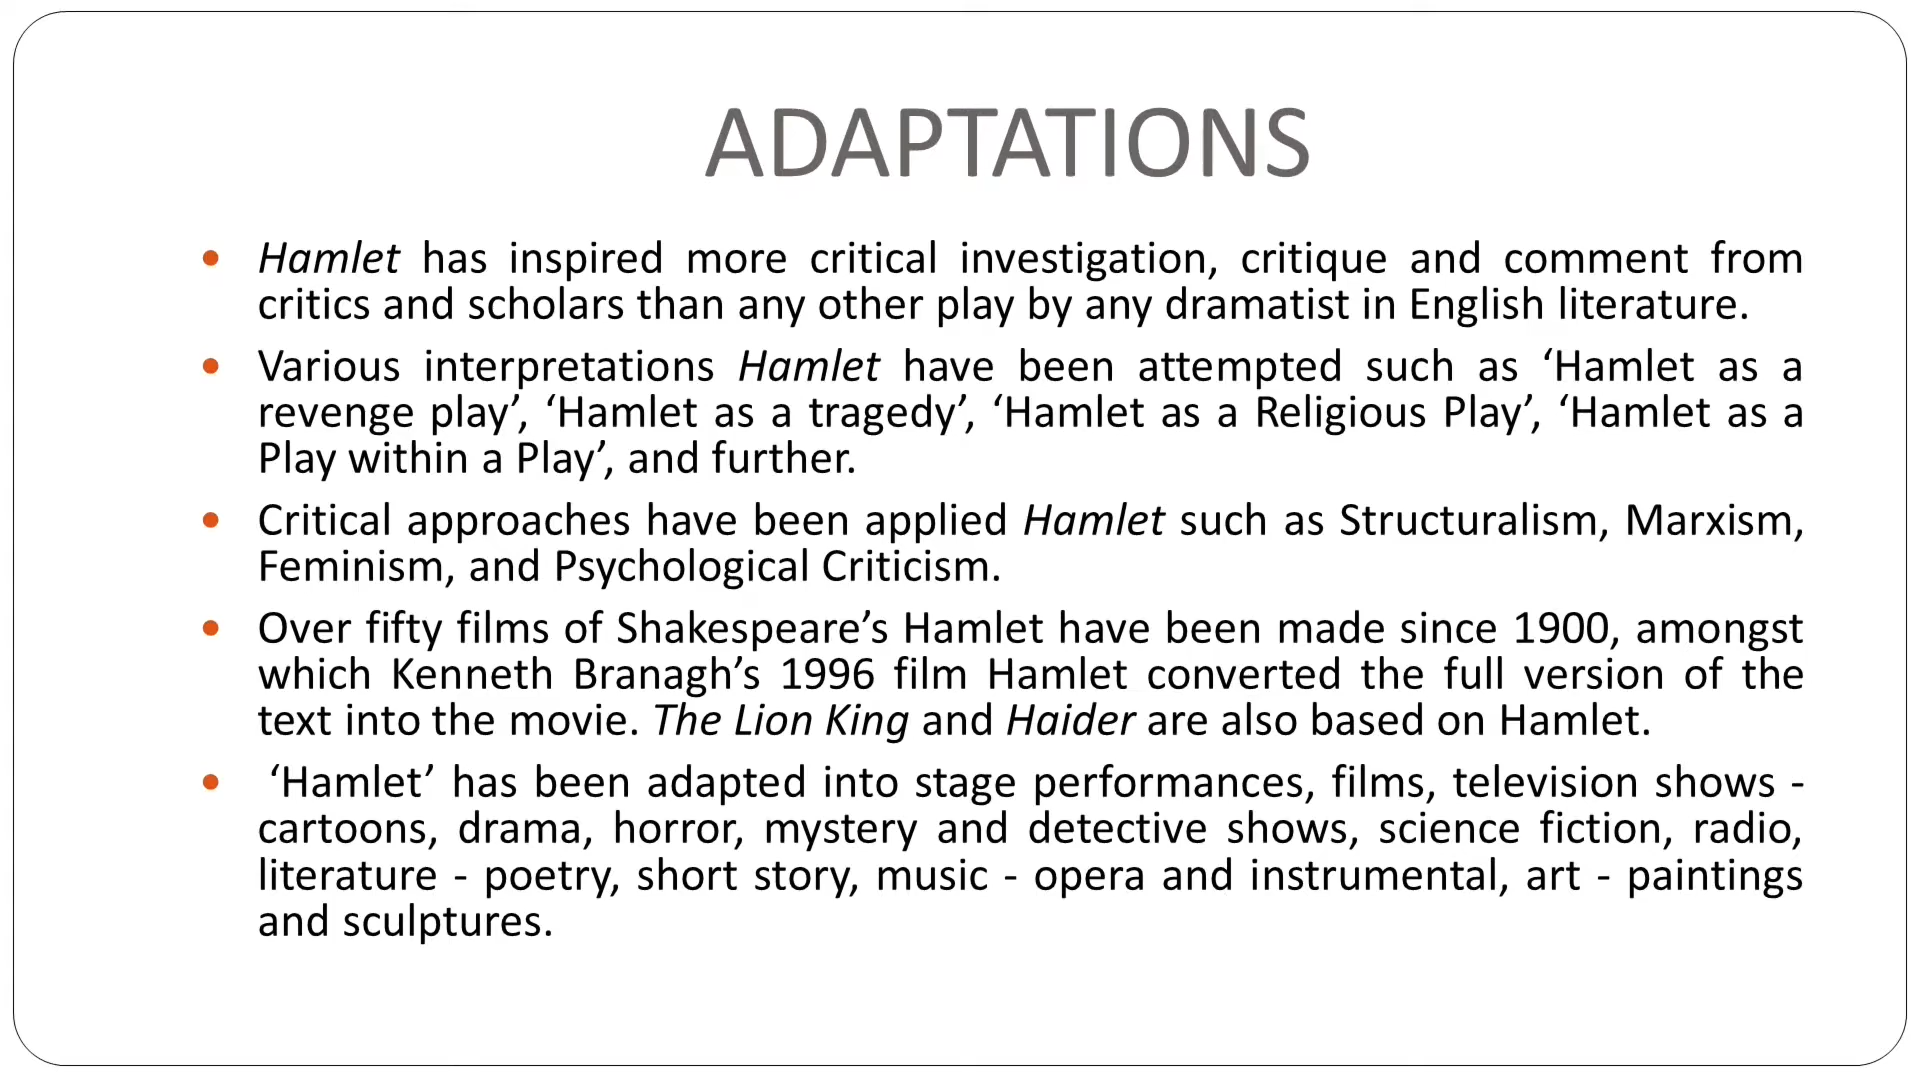 ADAPTATIONS
• Hamlet has inspired more critical investigation, critique and comment from
critics and scholars than any other play by any dramatist in English literature.
• Various interpretations Hamlet have been attempted such as ‘Hamlet as a
revenge play’, ‘Hamlet as a tragedy’, ‘Hamlet as a Religious Play’, ‘Hamlet as a
Play within a Play’, and further.
• Critical approaches have been applied Hamlet such as Structuralism, Marxism,
Feminism, and Psychological Criticism.
• Over fifty films of Shakespeare’s Hamlet have been made since 1900, amongst
which Kenneth Branagh’s 1996 film Hamlet converted the full version of the
text into the movie. The Lion King and Haider are also based on Hamlet.
• ‘Hamlet’ has been adapted into stage performances, films, television shows -
cartoons, drama, horror, mystery and detective shows, science fiction, radio,
literature - poetry, short story, music - opera and instrumental, art - paintings
and sculptures.